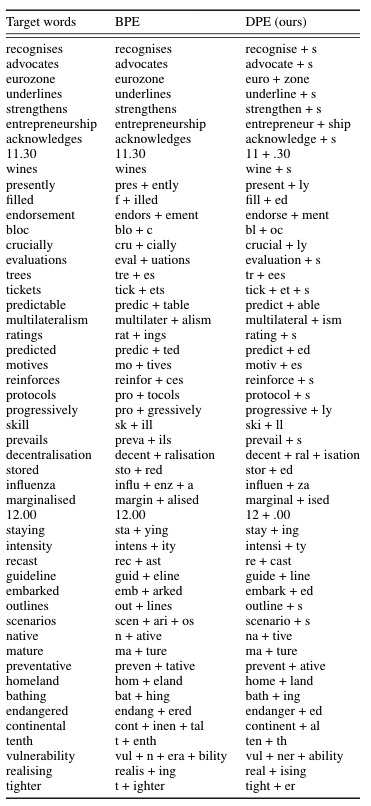 Target words BPE DPE (ours)
recognises recognises recognise + s
advocates advocates advocate + s
eurozone eurozone euro + zone
underlines underlines underline + s
strengthens strengthens strengthen + s
entrepreneurship entrepreneurship entrepreneur + ship
acknowledges acknowledges acknowledge + s
11.30 11.30 11 + .30
wines wines wine + s
presently pres + ently present + ly
filled f + illed fill + ed
endorsement endors + ement endorse + ment
bloc blo + c bl + oc
crucially cru + cially crucial + ly
evaluations eval + uations evaluation + s
trees tre + es tr + ees
tickets tick + ets tick + et + s
predictable predic + table predict + able
multilateralism multilater + alism multilateral + ism
ratings rat + ings rating + s
predicted predic + ted predict + ed
motives mo + tives motiv + es
reinforces reinfor + ces reinforce + s
protocols pro + tocols protocol + s
progressively pro + gressively progressive + ly
skill sk + ill ski + ll
prevails preva + ils prevail + s
decentralisation decent + ralisation decent + ral + isation
stored sto + red stor + ed
influenza influ + enz + a influen + za
marginalised margin + alised marginal + ised
12.00 12.00 12 + .00
staying sta + ying stay + ing
intensity intens + ity intensi + ty
recast rec + ast re + cast
guideline guid + eline guide + line
embarked emb + arked embark + ed
outlines out + lines outline + s
scenarios scen + ari + os scenario + s
native n + ative na + tive
mature ma + ture ma + ture
preventative preven + tative prevent + ative
homeland hom + eland home + land
bathing bat + hing bath + ing
endangered endang + ered endanger + ed
continental cont + inen + tal continent + al
tenth t + enth ten + th
vulnerability vul + n + era + bility vul + ner + ability
realising realis + ing real + ising
tighter t + ighter tight + er